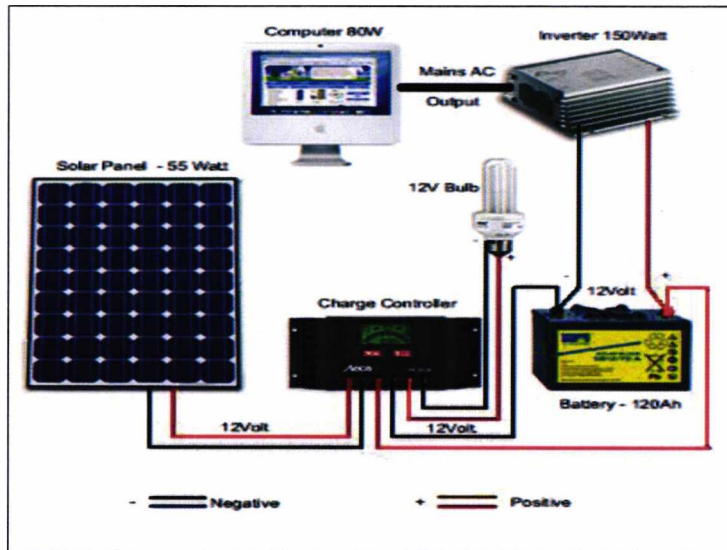 Computer 80W
Inverter 150Watt
Mains AC
Output
Solar Panel - 55 Watt
12V Bulb
- +
Charge Controller
- +
12Volt
Battery - 120Ah
12Volt
12Volt
- Negative
+ Positive